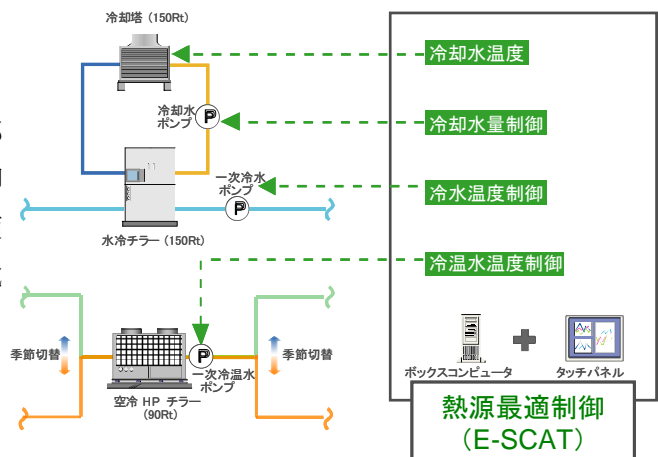 冷却塔 (150Rt)
冷却水温度
冷却水
ポンプ
P
冷却水量制御
一次冷水
ポンプ
P
冷水温度制御
水冷チラー (150Rt)
冷温水温度制御
季節切替
P
季節切替
一次冷温水
ポンプ
空冷 HP チラー
(90Rt)
ボックスコンピュータ
タッチパネル
熱源最適制御
（E-SCAT）